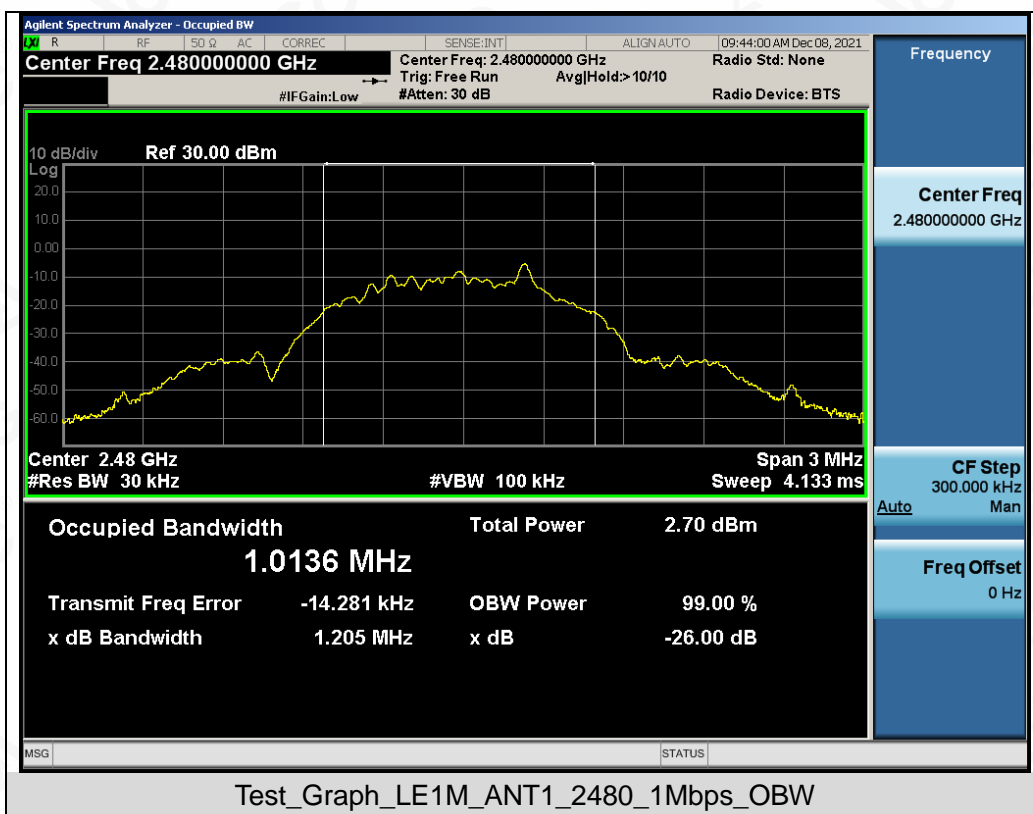 Agilent Spectrum Analyzer - Occupied BW
LXI R RF 50 Ω AC CORREC SENSE:INT ALIGN AUTO 09:44:00 AM Dec 08, 2021
Center Freq 2.480000000 GHz Center Freq: 2.480000000 GHz Radio Std: None
Trig: Free Run Avg|Hold:> 10/10
#IFGain:Low #Atten: 30 dB Radio Device: BTS
10 dB/div Ref 30.00 dBm
Log
20.0
10.0
0.00
-10.0
-20.0
-30.0
-40.0
-50.0
-60.0
Center 2.48 GHz Span 3 MHz
#Res BW 30 kHz #VBW 100 kHz Sweep 4.133 ms
Occupied Bandwidth Total Power 2.70 dBm
1.0136 MHz
Transmit Freq Error -14.281 kHz OBW Power 99.00 %
x dB Bandwidth 1.205 MHz x dB -26.00 dB
Frequency
Center Freq
2.480000000 GHz
CF Step
300.000 kHz
Auto Man
Freq Offset
0 Hz
MSG STATUS
Test_Graph_LE1M_ANT1_2480_1Mbps_OBW